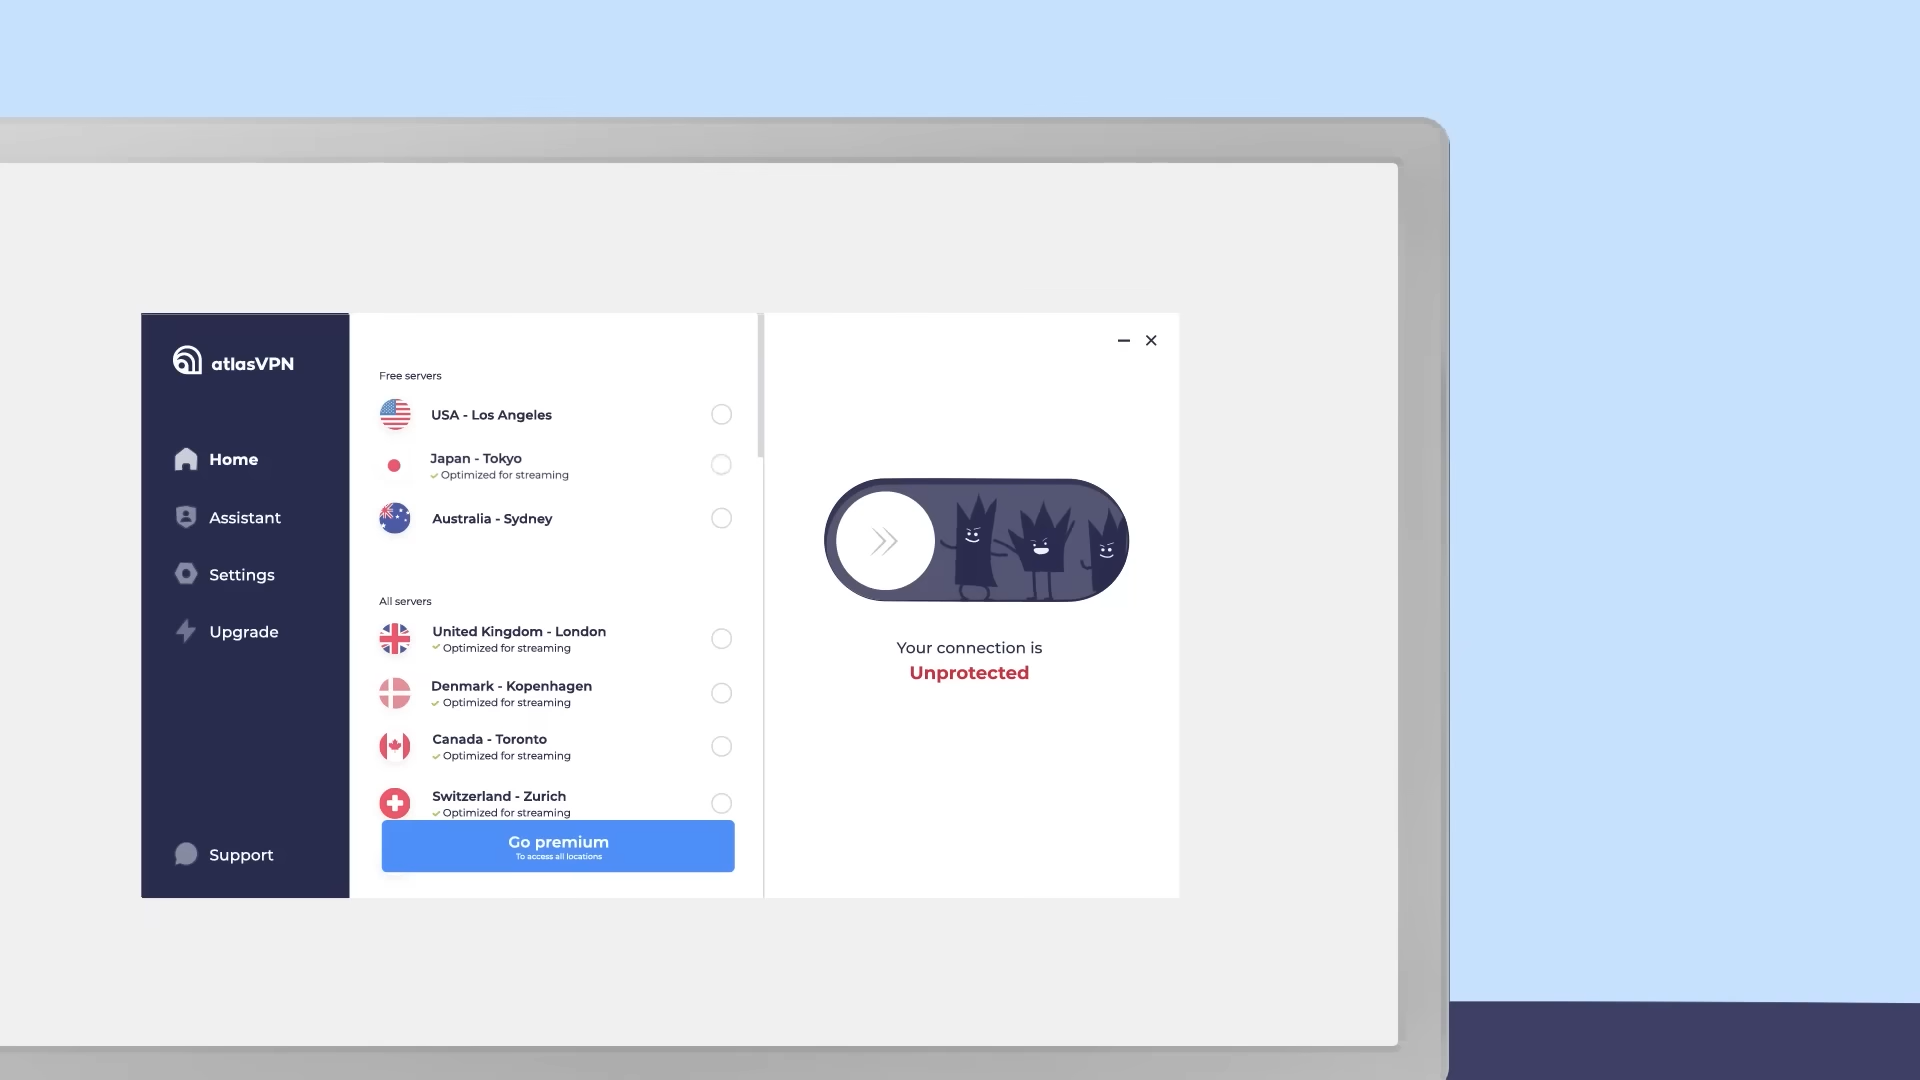 atlasVPN
Home
Assistant
Settings
Upgrade
Support
Free servers
USA - Los Angeles
Japan - Tokyo
Optimized for streaming
Australia - Sydney
All servers
United Kingdom - London
Optimized for streaming
Denmark - Kopenhagen
Optimized for streaming
Canada - Toronto
Optimized for streaming
Switzerland - Zurich
Optimized for streaming
Go premium
To access all locations
Your connection is
Unprotected